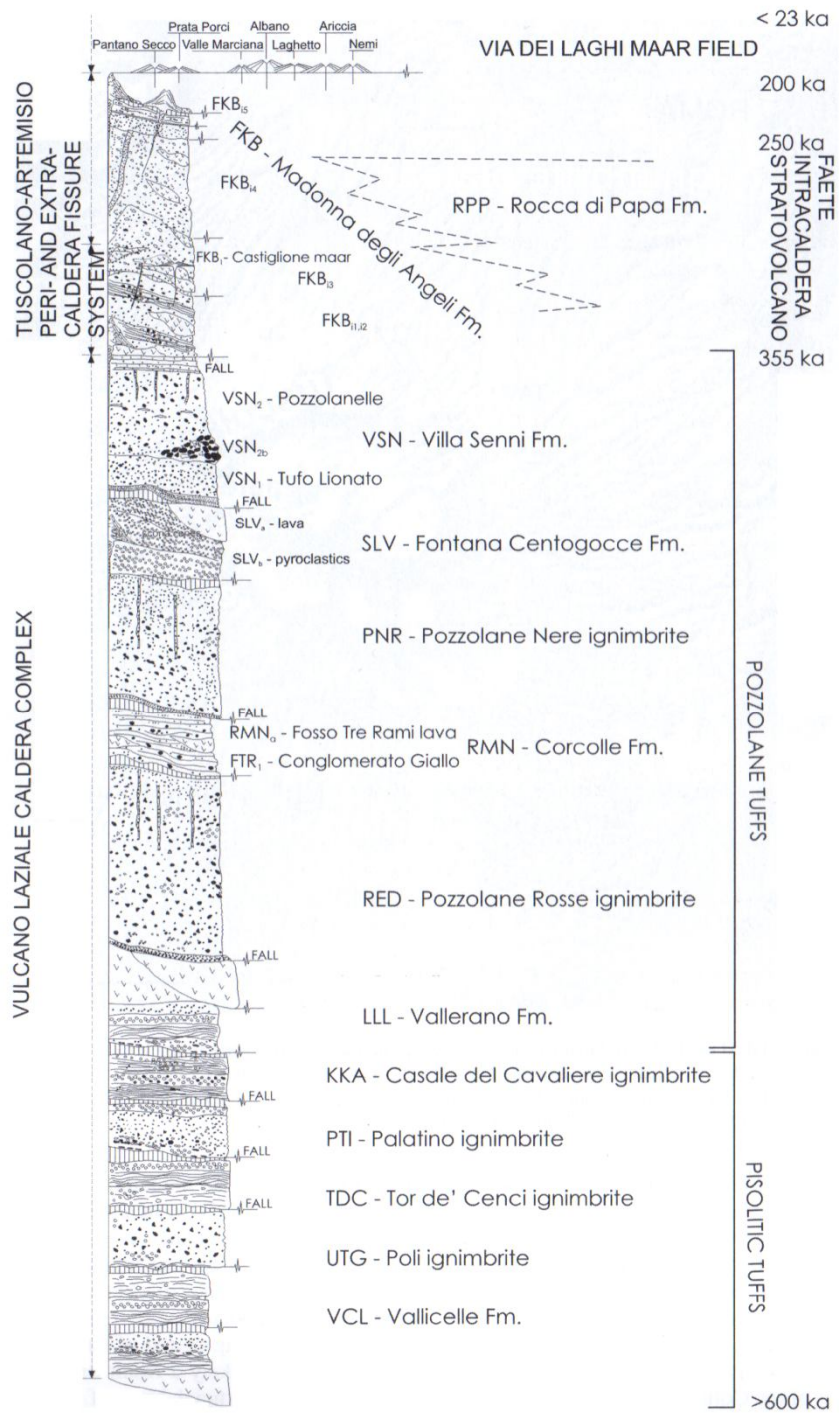 Prata Porci Albano Ariccia
Pantano Secco Valle Marciana Laghetto Nemi
VIA DEI LAGHI MAAR FIELD
< 23 ka
200 ka
250 ka
355 ka
>600 ka
FAETE
INTRACALDERA
STRATOVOLCANO
TUSCOLANO-ARTEMISIO
PERI- AND EXTRA-
CALDERA FISSURE
SYSTEM
FKBi5
FKB - Madonna degli Angeli Fm.
FKBi4
RPP - Rocca di Papa Fm.
FKBi - Castiglione maar
FKBi3
FKBi1,i2
FALL
VSN2 - Pozzolanelle
VSN - Villa Senni Fm.
VSN2b
VSN1 - Tufo Lionato
FALL
SLVa - lava
SLV - Fontana Centogocce Fm.
SLVb - pyroclastics
PNR - Pozzolane Nere ignimbrite
FALL
RMNa - Fosso Tre Rami lava
RMN - Corcolle Fm.
FTR1 - Conglomerato Giallo
RED - Pozzolane Rosse ignimbrite
FALL
LLL - Vallerano Fm.
KKA - Casale del Cavaliere ignimbrite
FALL
PTI - Palatino ignimbrite
FALL
TDC - Tor de' Cenci ignimbrite
FALL
UTG - Poli ignimbrite
VCL - Vallicelle Fm.
VULCANO LAZIALE CALDERA COMPLEX
POZZOLANE TUFFS
PISOLITIC TUFFS